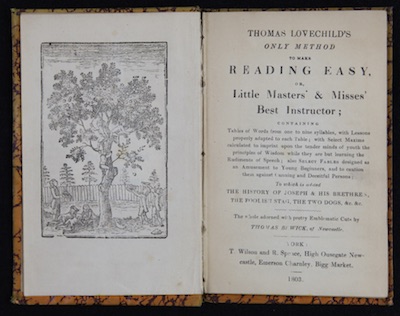 THOMAS LOVECHILD'S
ONLY METHOD
TO MAKE
READING EASY,
OR,
Little Masters' & Misses'
Best Instructor;
CONTAINING
Tables of Words from one to nine syllables, with Lessons
properly adapted to each Table; with Select Maxims
calculated to imprint upon the tender minds of youth the
principles of Wisdom while they are but learning the
Rudiments of Speech; also SELECT FABLES designed as
an Amusement to Young Beginners, and to caution
them against Cunning and Deceitful Persons:
To which is added
THE HISTORY OF JOSEPH & HIS BRETHREN,
THE FOOLISH STAG, THE TWO DOGS, &c. &c.
The whole adorned with pretty Emblematic Cuts by
THOMAS BEWICK, of Newcastle.
YORK:
T. Wilson and R. Spence, High Ousegate New-
castle, Emerson Charnley, Bigg Market.